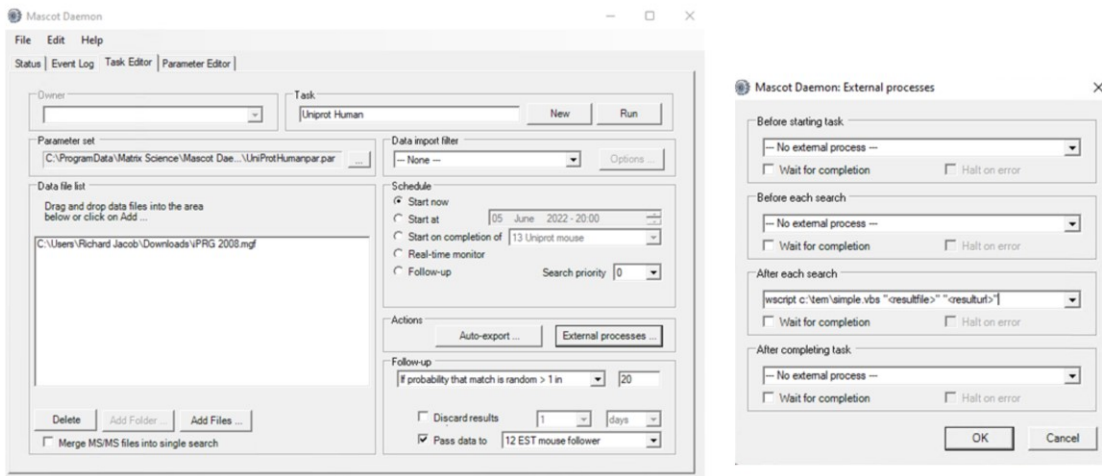 Mascot Daemon
File Edit Help
Status Event Log Task Editor Parameter Editor
Owner
Task
Uniprot Human
New
Run
Parameter set
C:\ProgramData\Matrix Science\Mascot Dae...\UniProtHumanpar.par
...
Data import filter
-- None --
Options ...
Data file list
Drag and drop data files into the area
below or click on Add ...
C:\Users\Richard Jacob\Downloads\iPRG 2008.mgf
Delete
Add Folder ...
Add Files ...
Merge MS/MS files into single search
Schedule
Start now
Start at
05 June 2022 - 20:00
Start on completion of
13 Uniprot mouse
Real-time monitor
Follow-up
Search priority
0
Actions
Auto-export ...
External processes ...
Follow-up
If probability that match is random > 1 in
20
Discard results
1
days
Pass data to
12 EST mouse follower
Mascot Daemon: External processes
Before starting task
-- No external process --
Wait for completion
Halt on error
Before each search
-- No external process --
Wait for completion
Halt on error
After each search
wscript c:\tem\simple.vbs "<resultfile>" "<resulturl>"
Wait for completion
Halt on error
After completing task
-- No external process --
Wait for completion
Halt on error
OK
Cancel